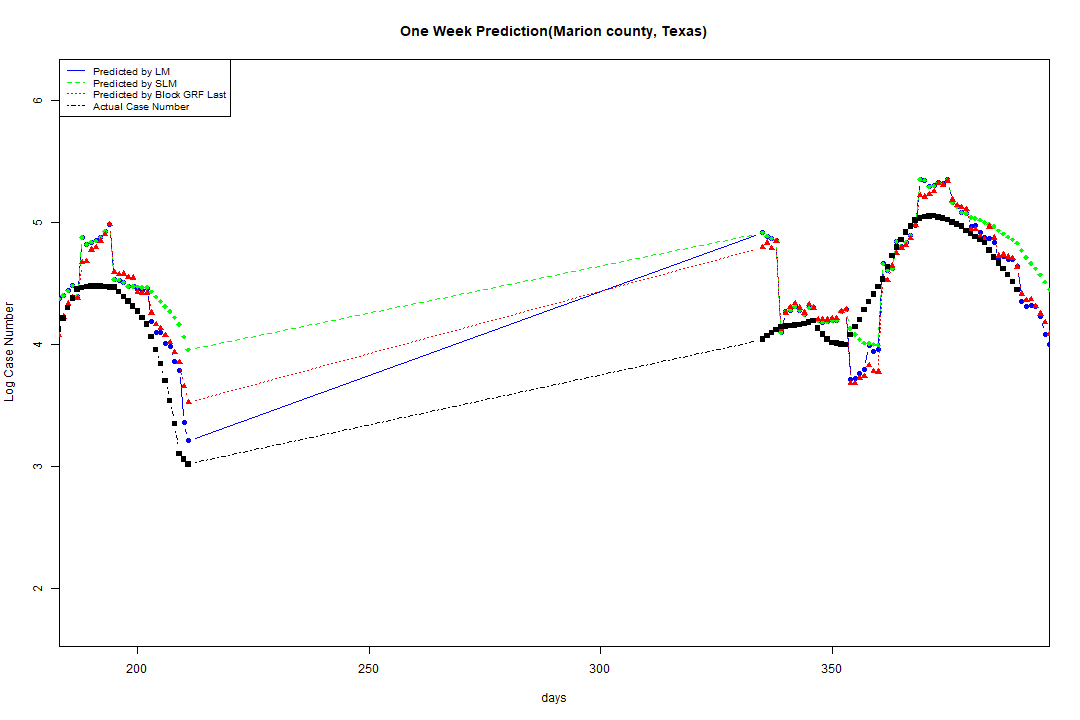 One Week Prediction(Marion county, Texas)
Predicted by LM
Predicted by SLM
Predicted by Block GRF Last
Actual Case Number
6
5
4
3
2
Log Case Number
200
250
300
350
days